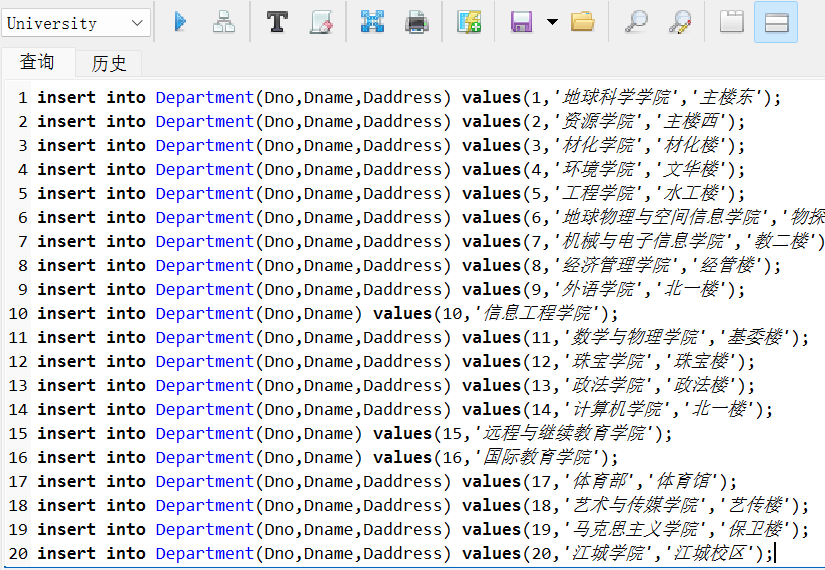 University
查询 历史
1 insert into Department(Dno,Dname,Daddress) values(1,'地球科学学院','主楼东');
2 insert into Department(Dno,Dname,Daddress) values(2,'资源学院','主楼西');
3 insert into Department(Dno,Dname,Daddress) values(3,'材化学院','材化楼');
4 insert into Department(Dno,Dname,Daddress) values(4,'环境学院','文华楼');
5 insert into Department(Dno,Dname,Daddress) values(5,'工程学院','水工楼');
6 insert into Department(Dno,Dname,Daddress) values(6,'地球物理与空间信息学院','物探
7 insert into Department(Dno,Dname,Daddress) values(7,'机械与电子信息学院','教二楼')
8 insert into Department(Dno,Dname,Daddress) values(8,'经济管理学院','经管楼');
9 insert into Department(Dno,Dname,Daddress) values(9,'外语学院','北一楼');
10 insert into Department(Dno,Dname) values(10,'信息工程学院');
11 insert into Department(Dno,Dname,Daddress) values(11,'数学与物理学院','基委楼');
12 insert into Department(Dno,Dname,Daddress) values(12,'珠宝学院','珠宝楼');
13 insert into Department(Dno,Dname,Daddress) values(13,'政法学院','政法楼');
14 insert into Department(Dno,Dname,Daddress) values(14,'计算机学院','北一楼');
15 insert into Department(Dno,Dname) values(15,'远程与继续教育学院');
16 insert into Department(Dno,Dname) values(16,'国际教育学院');
17 insert into Department(Dno,Dname,Daddress) values(17,'体育部','体育馆');
18 insert into Department(Dno,Dname,Daddress) values(18,'艺术与传媒学院','艺传楼');
19 insert into Department(Dno,Dname,Daddress) values(19,'马克思主义学院','保卫楼');
20 insert into Department(Dno,Dname,Daddress) values(20,'江城学院','江城校区');